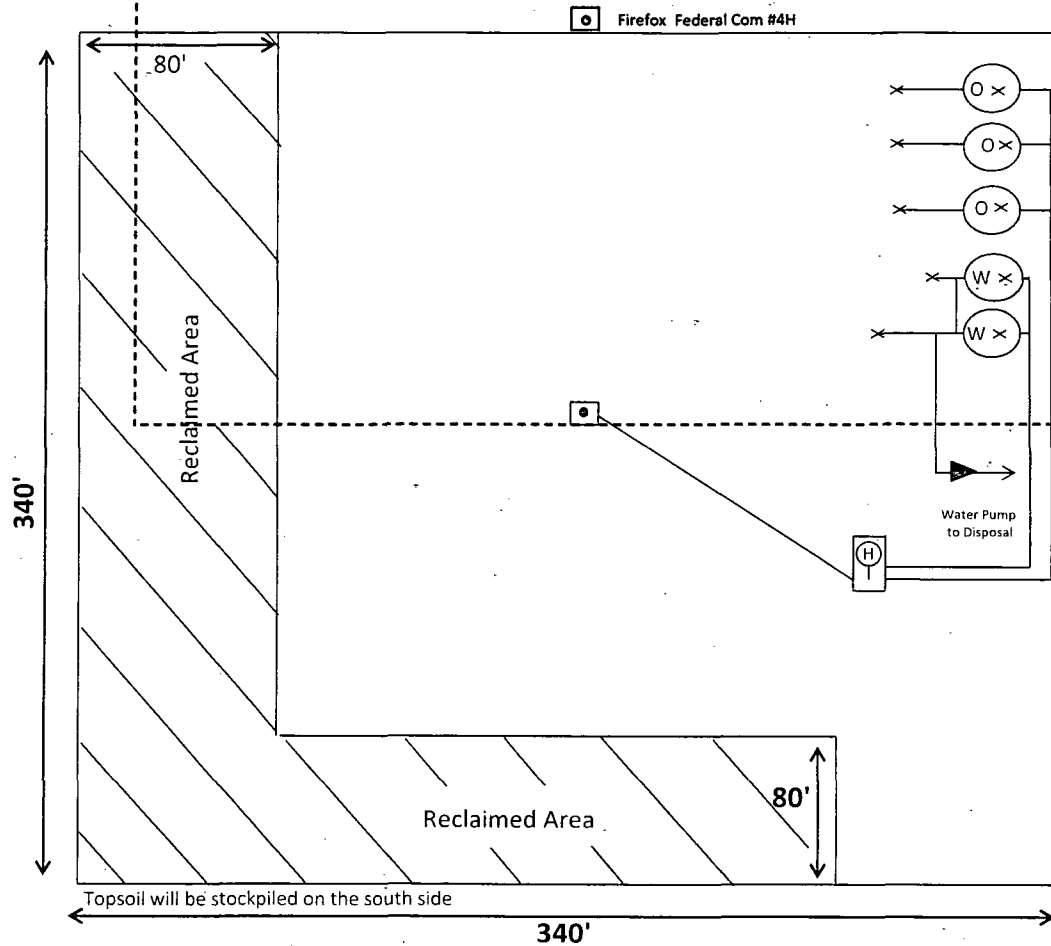 Firefox Federal Com #4H
80'
O
O
O
W
W
Reclaimed Area
340'
Water Pump
to Disposal
H
80'
Reclaimed Area
Topsoil will be stockpiled on the south side
340'